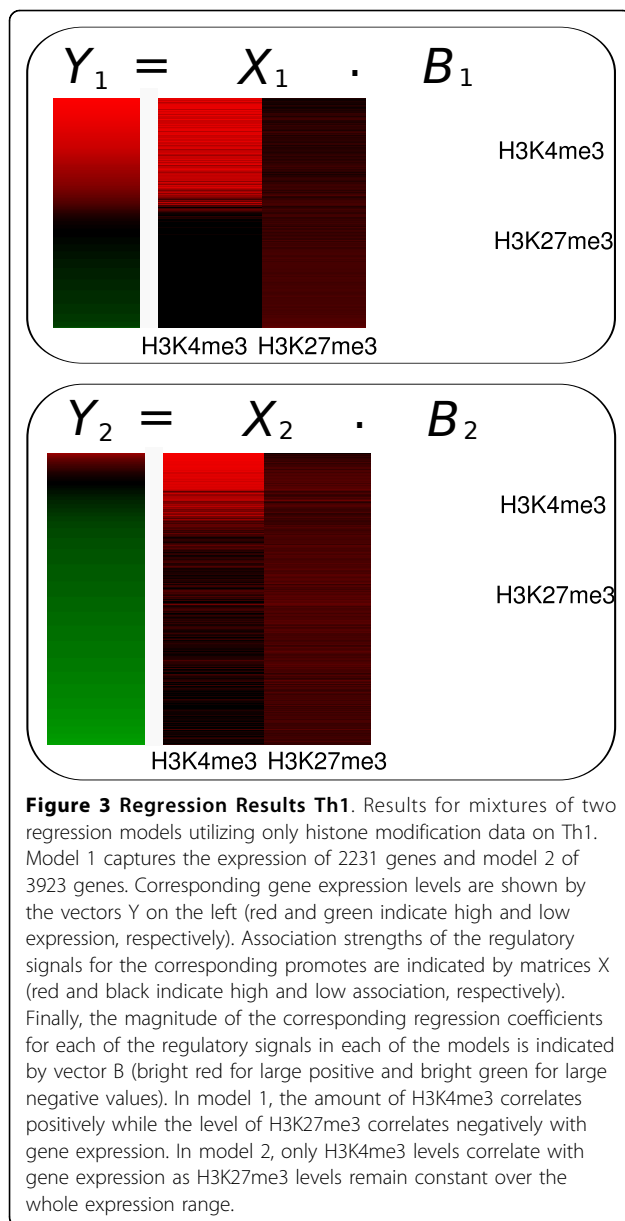 Y1 = X1 · B1
H3K4me3
H3K27me3
H3K4me3 H3K27me3
Y2 = X2 · B2
H3K4me3
H3K27me3
H3K4me3 H3K27me3
Figure 3 Regression Results Th1. Results for mixtures of two
regression models utilizing only histone modification data on Th1.
Model 1 captures the expression of 2231 genes and model 2 of
3923 genes. Corresponding gene expression levels are shown by
the vectors Y on the left (red and green indicate high and low
expression, respectively). Association strengths of the regulatory
signals for the corresponding promotes are indicated by matrices X
(red and black indicate high and low association, respectively).
Finally, the magnitude of the corresponding regression coefficients
for each of the regulatory signals in each of the models is indicated
by vector B (bright red for large positive and bright green for large
negative values). In model 1, the amount of H3K4me3 correlates
positively while the level of H3K27me3 correlates negatively with
gene expression. In model 2, only H3K4me3 levels correlate with
gene expression as H3K27me3 levels remain constant over the
whole expression range.